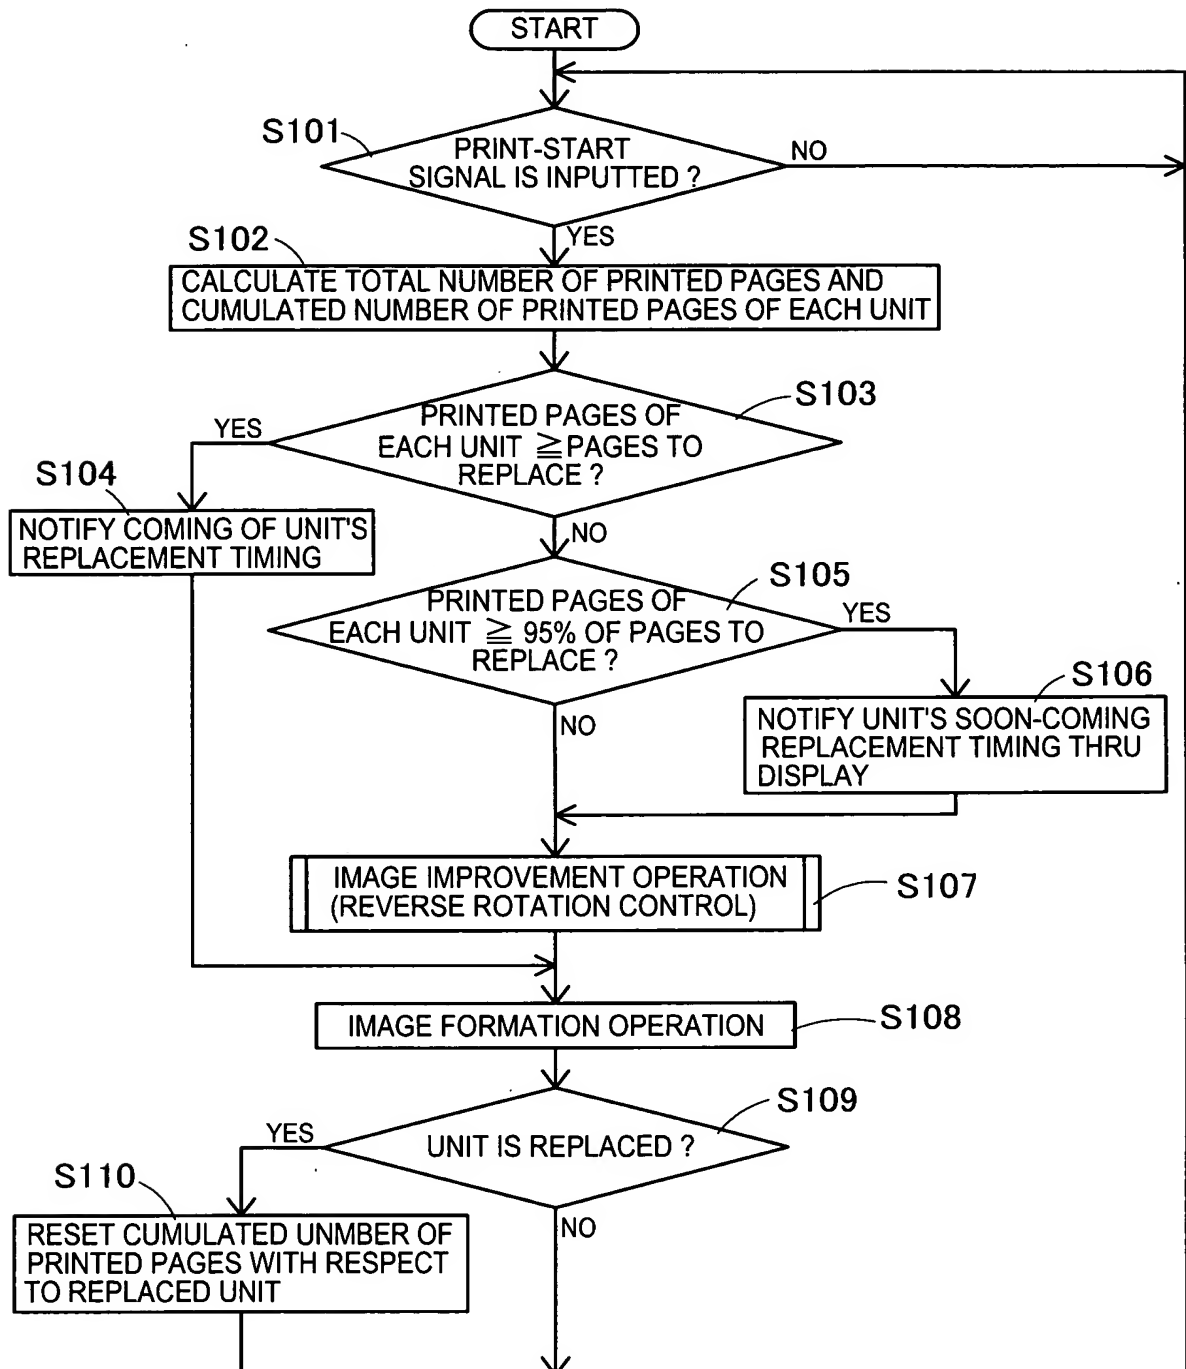 START
S101
PRINT-START
SIGNAL IS INPUTTED ?
NO
YES
S102
CALCULATE TOTAL NUMBER OF PRINTED PAGES AND
CUMULATED NUMBER OF PRINTED PAGES OF EACH UNIT
S103
PRINTED PAGES OF
EACH UNIT ≧ PAGES TO
REPLACE ?
YES
NO
S104
NOTIFY COMING OF UNIT'S
REPLACEMENT TIMING
S105
PRINTED PAGES OF
EACH UNIT ≧ 95% OF PAGES TO
REPLACE ?
YES
NO
S106
NOTIFY UNIT'S SOON-COMING
REPLACEMENT TIMING THRU
DISPLAY
IMAGE IMPROVEMENT OPERATION
(REVERSE ROTATION CONTROL)
S107
IMAGE FORMATION OPERATION
S108
S109
UNIT IS REPLACED ?
YES
NO
S110
RESET CUMULATED UNMBER OF
PRINTED PAGES WITH RESPECT
TO REPLACED UNIT